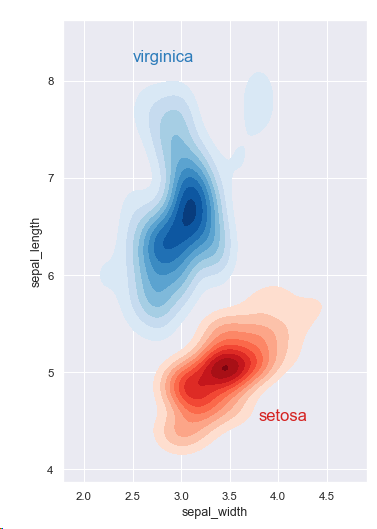 virginica
8
7
6
5
4
sepal_length
setosa
2.0 2.5 3.0 3.5 4.0 4.5
sepal_width